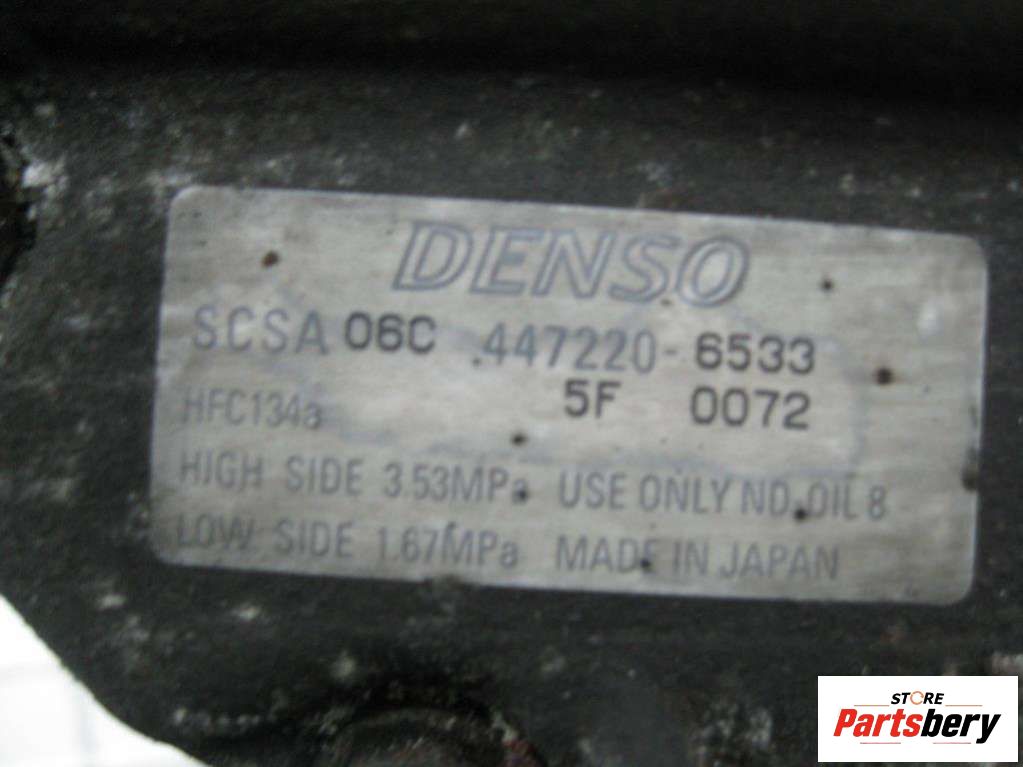 DENSO
SCSA 06C 447220-6533
HFC134a 5F 0072
HIGH SIDE 3.53MPa USE ONLY ND-OIL 8
LOW SIDE 1.67MPa MADE IN JAPAN
STORE
Partsbery